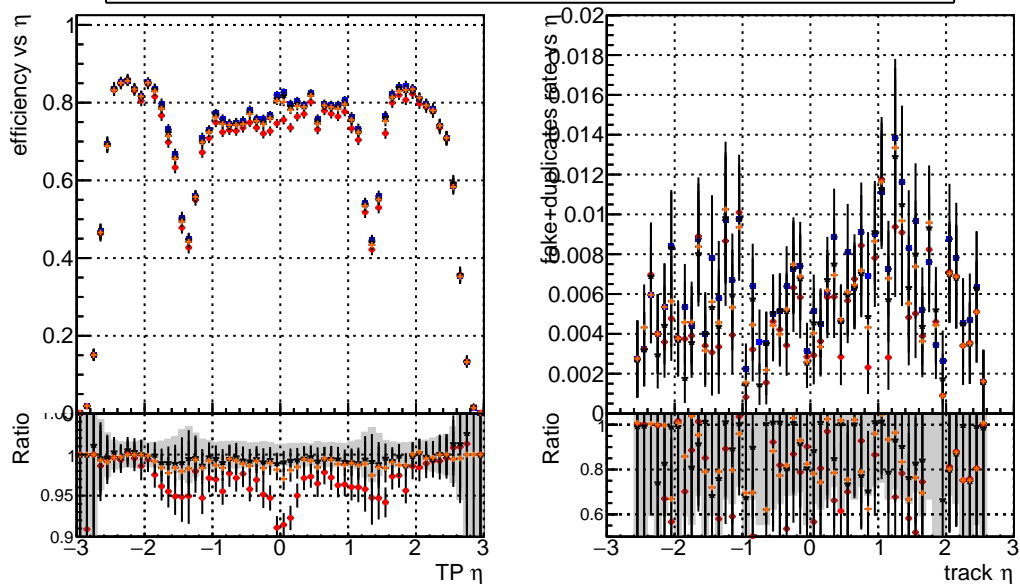 efficiency vs η
1
0.8
0.6
0.4
0.2
0
Ratio
1
0.95
0.9
−3 −2 −1 0 1 2 3
TP η
fake+duplicates rate vs η
0.02
0.018
0.016
0.014
0.012
0.01
0.008
0.006
0.004
0.002
0
Ratio
1
0.8
0.6
−3 −2 −1 0 1 2 3
track η